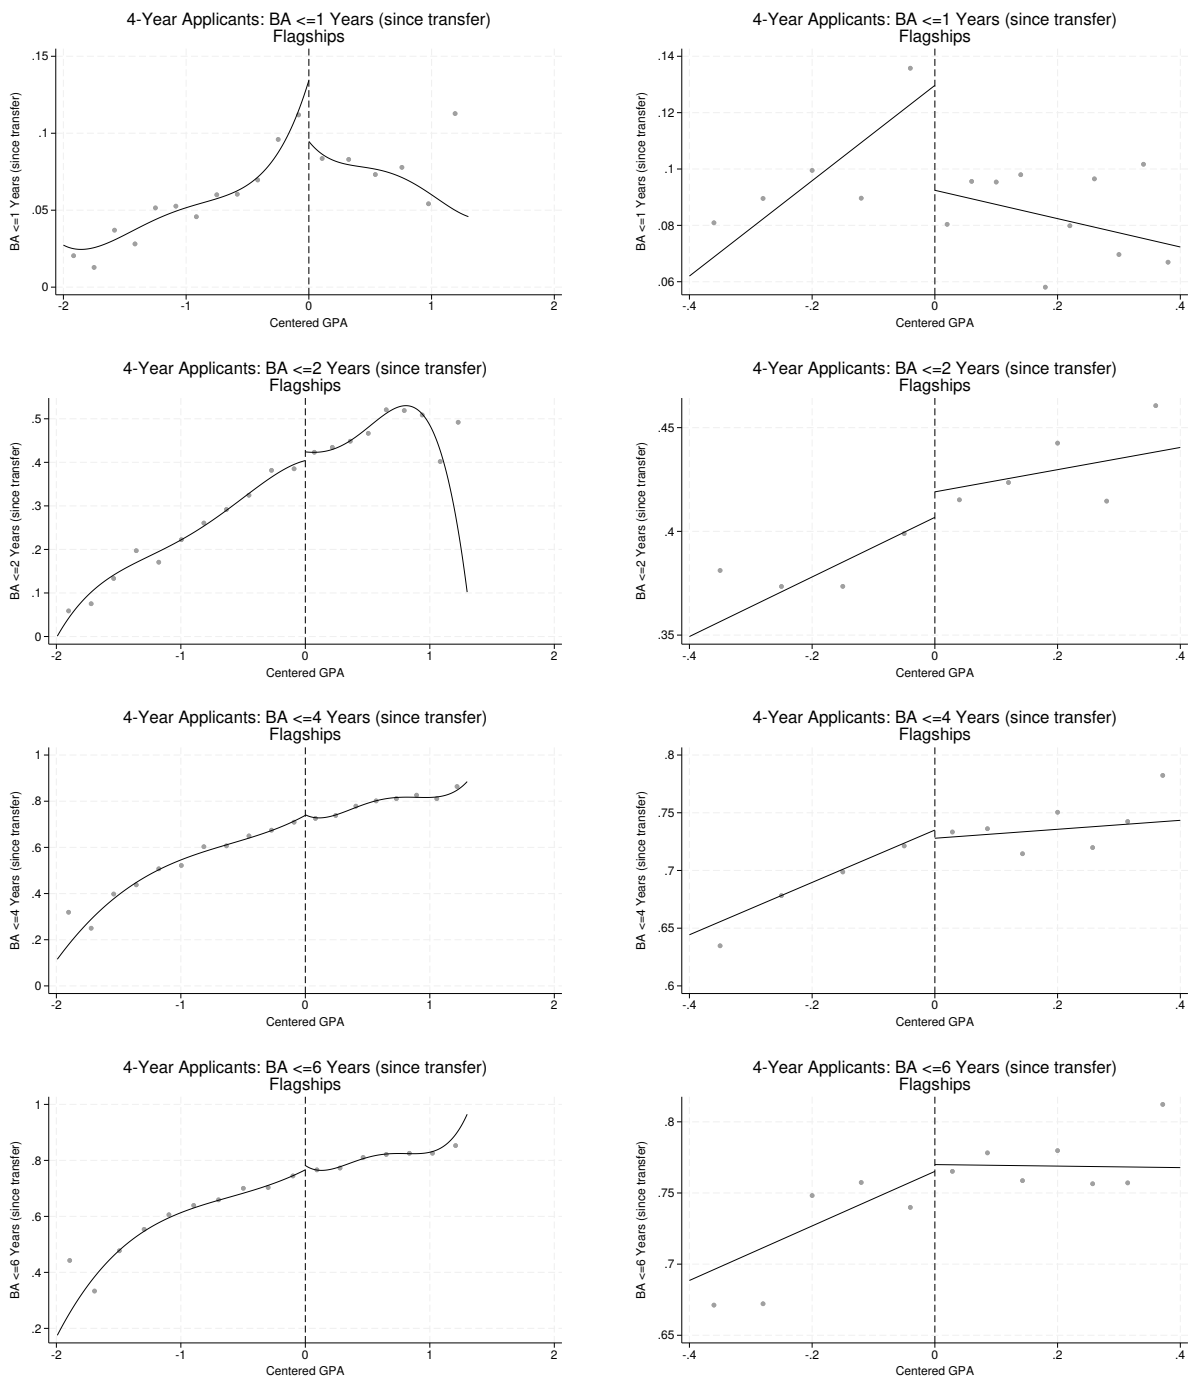 4-Year Applicants: BA <=1 Years (since transfer)
Flagships
BA <=1 Years (since transfer)
.15
.1
.05
0
-2
-1
0
1
2
Centered GPA
4-Year Applicants: BA <=1 Years (since transfer)
Flagships
BA <=1 Years (since transfer)
.14
.12
.1
.08
.06
-.4
-.2
0
.2
.4
Centered GPA
4-Year Applicants: BA <=2 Years (since transfer)
Flagships
BA <=2 Years (since transfer)
.5
.4
.3
.2
.1
0
-2
-1
0
1
2
Centered GPA
4-Year Applicants: BA <=2 Years (since transfer)
Flagships
BA <=2 Years (since transfer)
.45
.4
.35
-.4
-.2
0
.2
.4
Centered GPA
4-Year Applicants: BA <=4 Years (since transfer)
Flagships
BA <=4 Years (since transfer)
1
.8
.6
.4
.2
0
-2
-1
0
1
2
Centered GPA
4-Year Applicants: BA <=4 Years (since transfer)
Flagships
BA <=4 Years (since transfer)
.8
.75
.7
.65
.6
-.4
-.2
0
.2
.4
Centered GPA
4-Year Applicants: BA <=6 Years (since transfer)
Flagships
BA <=6 Years (since transfer)
1
.8
.6
.4
.2
-2
-1
0
1
2
Centered GPA
4-Year Applicants: BA <=6 Years (since transfer)
Flagships
BA <=6 Years (since transfer)
.8
.75
.7
.65
-.4
-.2
0
.2
.4
Centered GPA